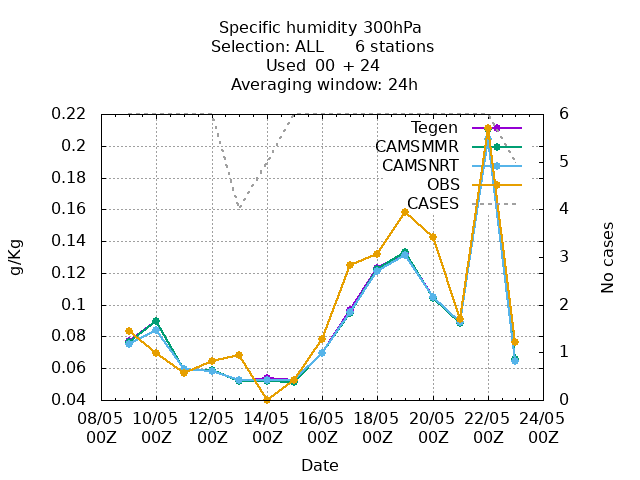 Specific humidity 300hPa
Selection: ALL      6 stations
Used  00  + 24
Averaging window: 24h
0.22
0.2
0.18
0.16
0.14
0.12
0.1
0.08
0.06
0.04
g/Kg
Tegen
CAMSMMR
CAMSNRT
OBS
CASES
6
5
4
3
2
1
0
No cases
08/05 10/05 12/05 14/05 16/05 18/05 20/05 22/05 24/05
00Z 00Z 00Z 00Z 00Z 00Z 00Z 00Z 00Z
Date